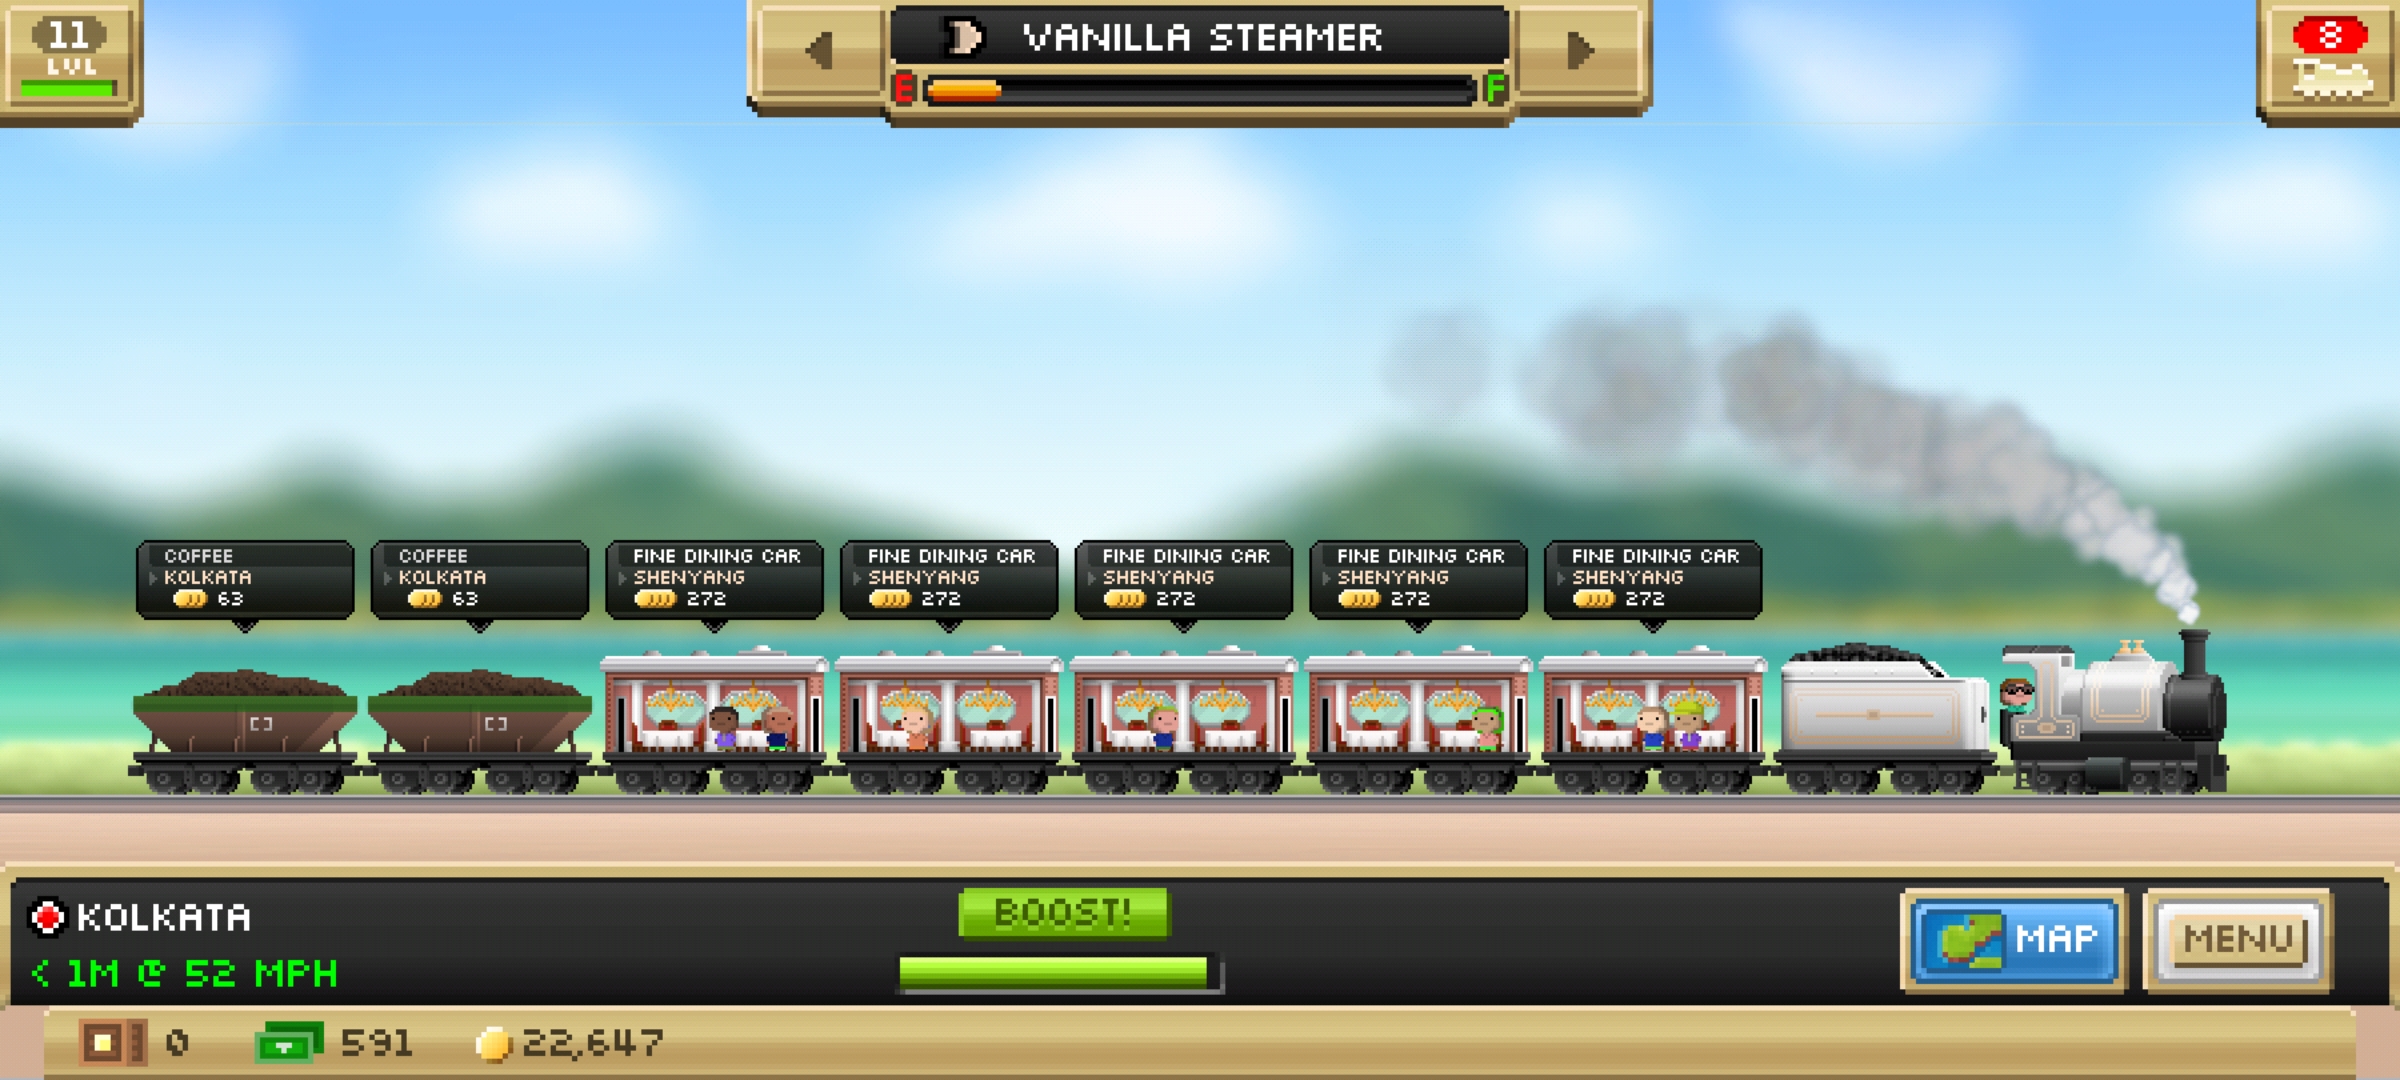 11
LVL
VANILLA STEAMER
E
F
8
COFFEE
KOLKATA
63
COFFEE
KOLKATA
63
FINE DINING CAR
SHENYANG
272
FINE DINING CAR
SHENYANG
272
FINE DINING CAR
SHENYANG
272
FINE DINING CAR
SHENYANG
272
FINE DINING CAR
SHENYANG
272
KOLKATA
< 1M @ 52 MPH
BOOST!
MAP
MENU
0
591
22,647